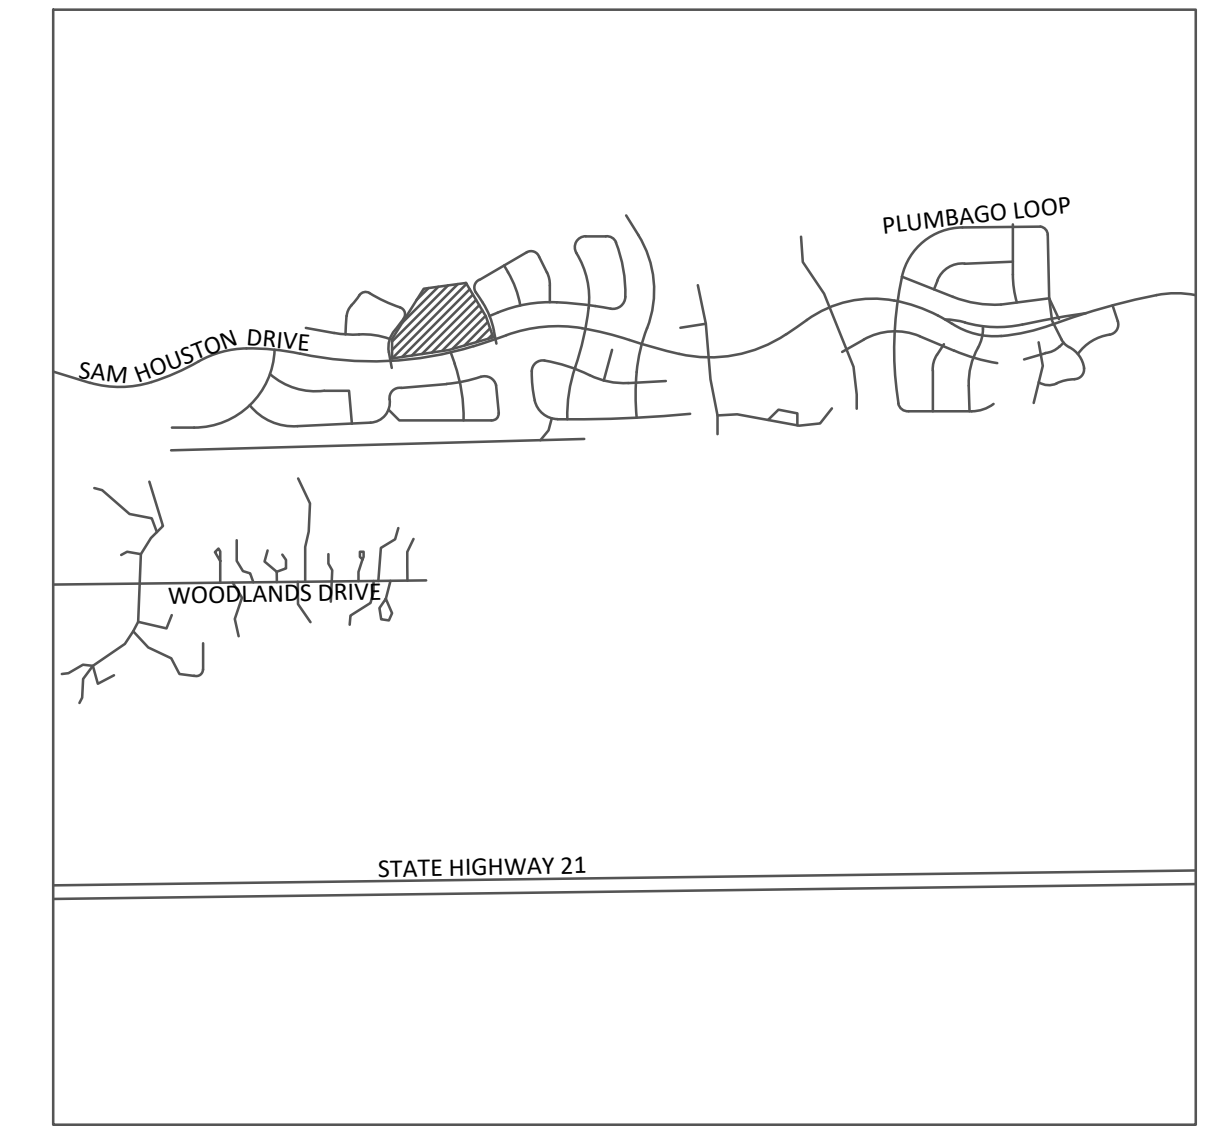 PLUMBAGO LOOP
SAM HOUSTON DRIVE
WOODLANDS DRIVE
STATE HIGHWAY 21